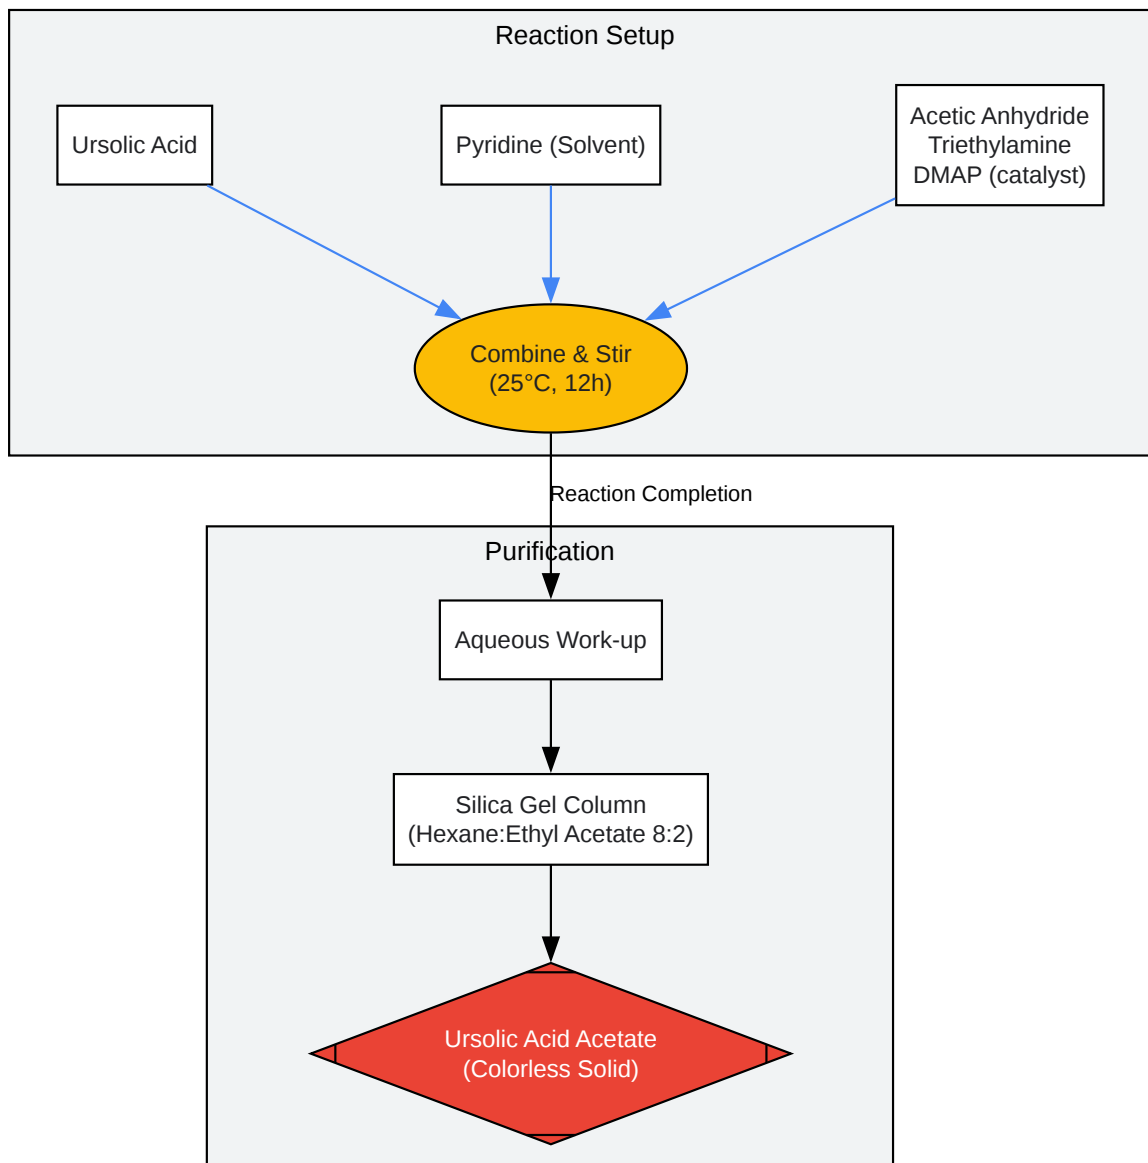 Reaction Setup
Ursolic Acid
Pyridine (Solvent)
Acetic Anhydride
Triethylamine
DMAP (catalyst)
Combine & Stir
(25°C, 12h)
Reaction Completion
Purification
Aqueous Work-up
Silica Gel Column
(Hexane:Ethyl Acetate 8:2)
Ursolic Acid Acetate
(Colorless Solid)